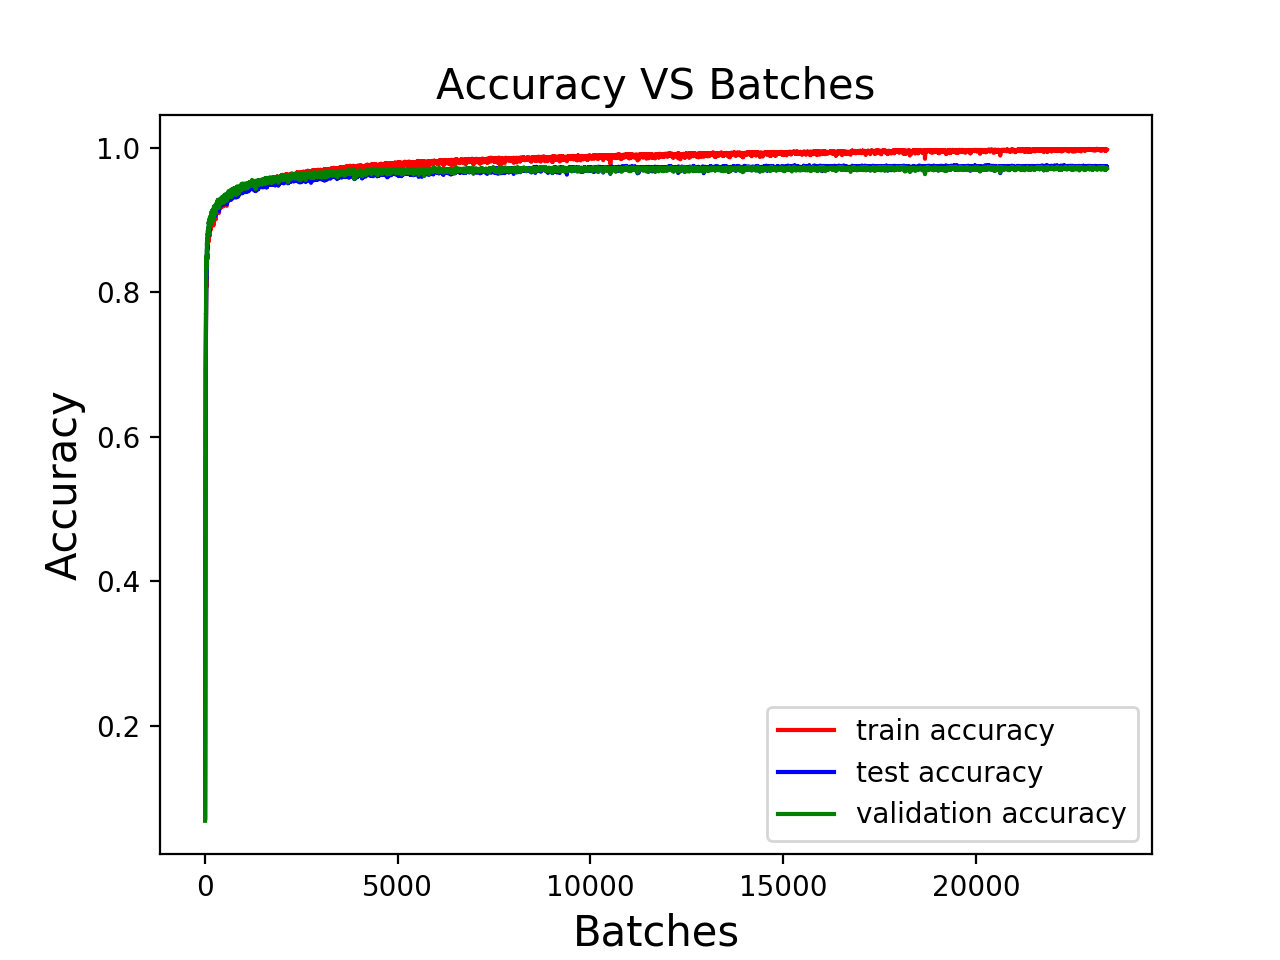 Accuracy VS Batches
1.0
0.8
0.6
0.4
0.2
Accuracy
0 5000 10000 15000 20000
Batches
train accuracy
test accuracy
validation accuracy